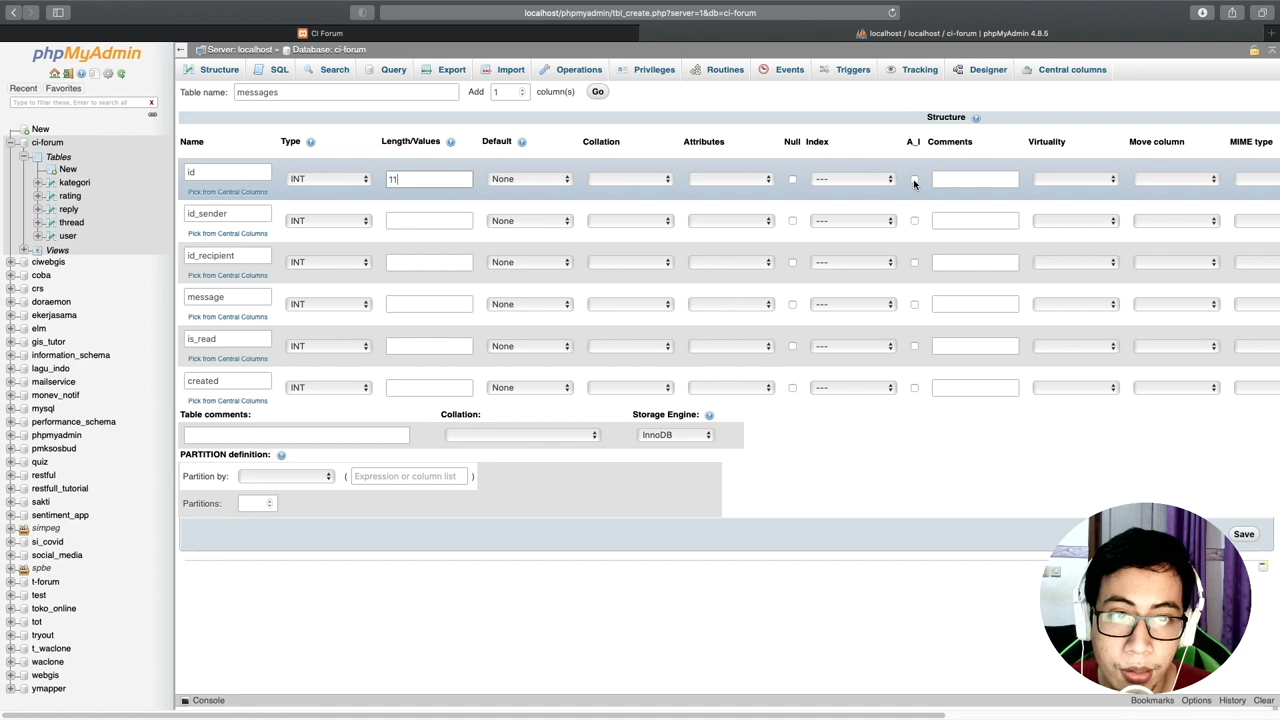 localhost/phpmyadmin/tbl_create.php?server=1&db=ci-forum
CI Forum
localhost / localhost / ci-forum | phpMyAdmin 4.8.5
phpMyAdmin
Recent Favorites
Type to filter these, Enter to search all X
New
ci-forum
Tables
New
kategori
rating
reply
thread
user
Views
ciwebgis
coba
crs
doraemon
ekerjasama
elm
gis_tutor
information_schema
lagu_indo
mailservice
monev_notif
mysql
performance_schema
phpmyadmin
pmksosbud
quiz
restful
restfull_tutorial
sakti
sentiment_app
simpeg
si_covid
social_media
spbe
t-forum
test
toko_online
tot
tryout
t_waclone
waclone
webgis
ymapper
Server: localhost » Database: ci-forum
Structure SQL Search Query Export Import Operations Privileges Routines Events Triggers Tracking Designer Central columns
Table name: messages Add 1 column(s) Go
Structure
Name Type Length/Values Default Collation Attributes Null Index A_I Comments Virtuality Move column MIME type
id INT 11 None ---
Pick from Central Columns
id_sender INT None ---
Pick from Central Columns
id_recipient INT None ---
Pick from Central Columns
message INT None ---
Pick from Central Columns
is_read INT None ---
Pick from Central Columns
created INT None ---
Pick from Central Columns
Table comments: Collation: Storage Engine:
InnoDB
PARTITION definition:
Partition by: ( Expression or column list )
Partitions:
Save
Console Bookmarks Options History Clear